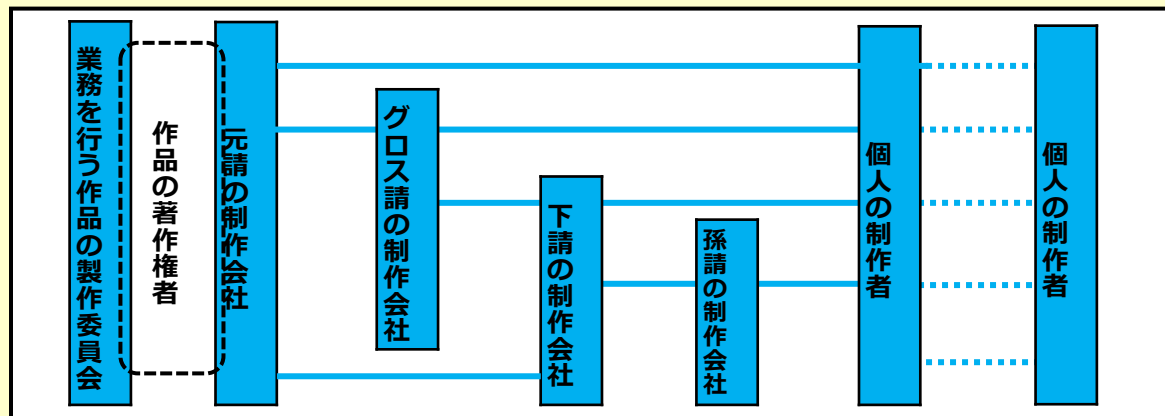 業務を行う作品の製作委員会
作品の著作権者
元請の制作会社
グロス請の制作会社
下請の制作会社
孫請の制作会社
個人の制作者
個人の制作者